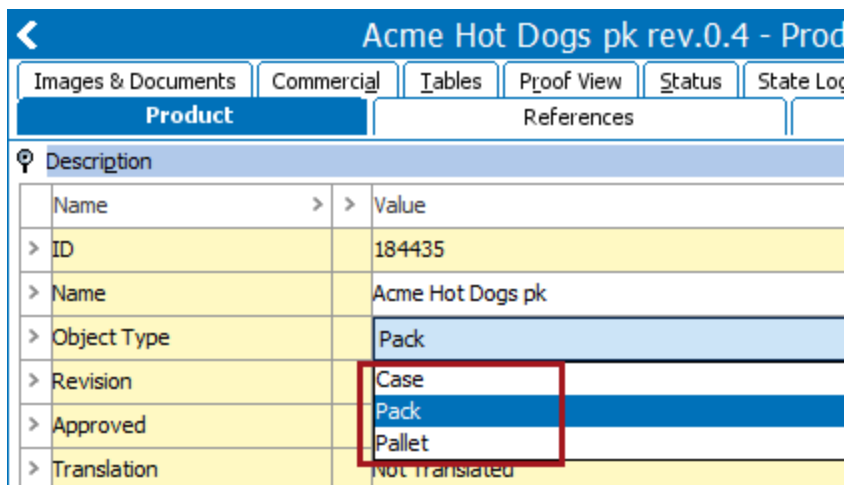 Acme Hot Dogs pk rev.0.4 - Prod
Images & Documents Commercial Tables Proof View Status State Log
Product References
Description
Name > > Value
> ID 184435
> Name Acme Hot Dogs pk
> Object Type Pack
> Revision Case
Pack
> Approved
Pallet
> Translation Not Translated